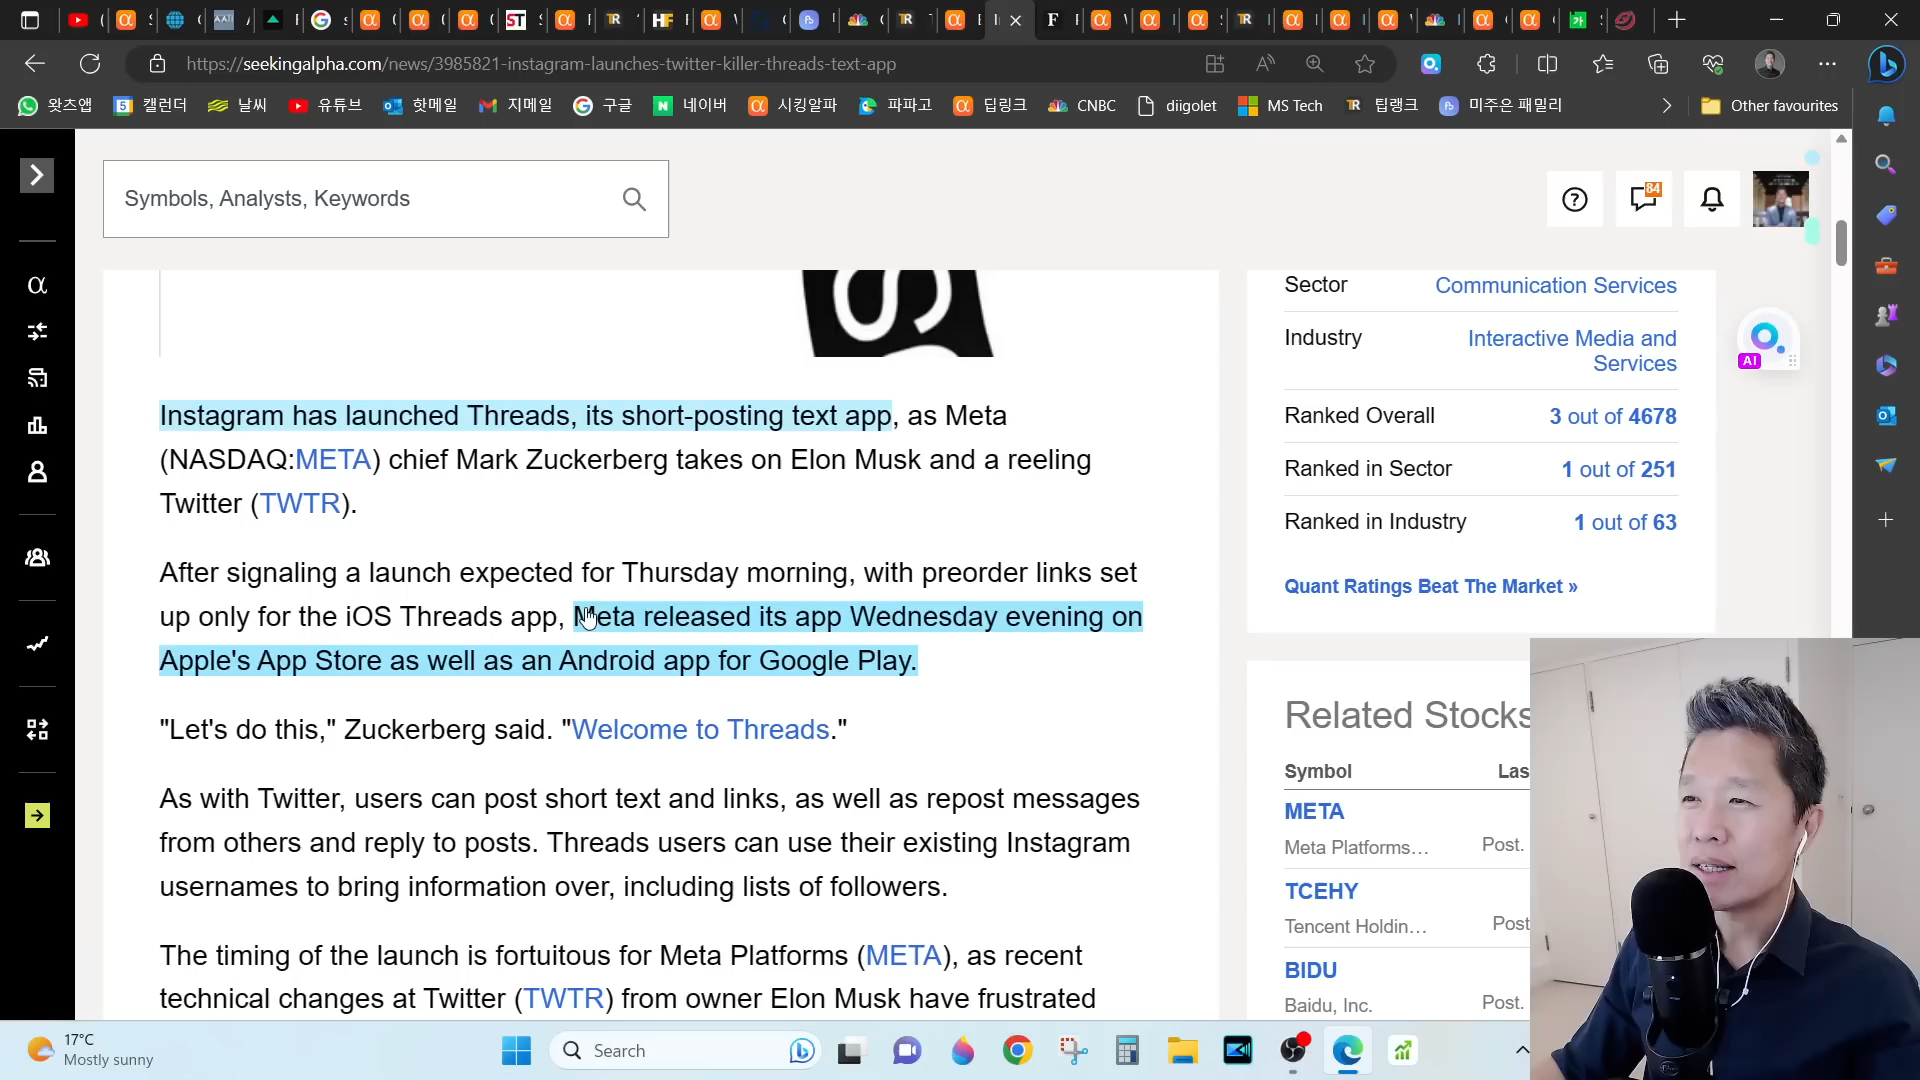 https://seekingalpha.com/news/3985821-instagram-launches-twitter-killer-threads-text-app
왓츠앱
캘린더
날씨
유튜브
핫메일
지메일
구글
네이버
시킹알파
파파고
딥링크
CNBC
diigolet
MS Tech
팁랭크
미주은 패밀리
Other favourites
Symbols, Analysts, Keywords
84
Instagram has launched Threads, its short-posting text app, as Meta
(NASDAQ:META) chief Mark Zuckerberg takes on Elon Musk and a reeling
Twitter (TWTR).
After signaling a launch expected for Thursday morning, with preorder links set
up only for the iOS Threads app, Meta released its app Wednesday evening on
Apple's App Store as well as an Android app for Google Play.
"Let's do this," Zuckerberg said. "Welcome to Threads."
As with Twitter, users can post short text and links, as well as repost messages
from others and reply to posts. Threads users can use their existing Instagram
usernames to bring information over, including lists of followers.
The timing of the launch is fortuitous for Meta Platforms (META), as recent
technical changes at Twitter (TWTR) from owner Elon Musk have frustrated
Sector Communication Services
Industry Interactive Media and
Services
Ranked Overall 3 out of 4678
Ranked in Sector 1 out of 251
Ranked in Industry 1 out of 63
Quant Ratings Beat The Market »
AI
Related Stocks
Symbol Las
META
Meta Platforms... Post.
TCEHY
Tencent Holdin... Post
BIDU
Baidu, Inc. Post.
17°C
Mostly sunny
Search